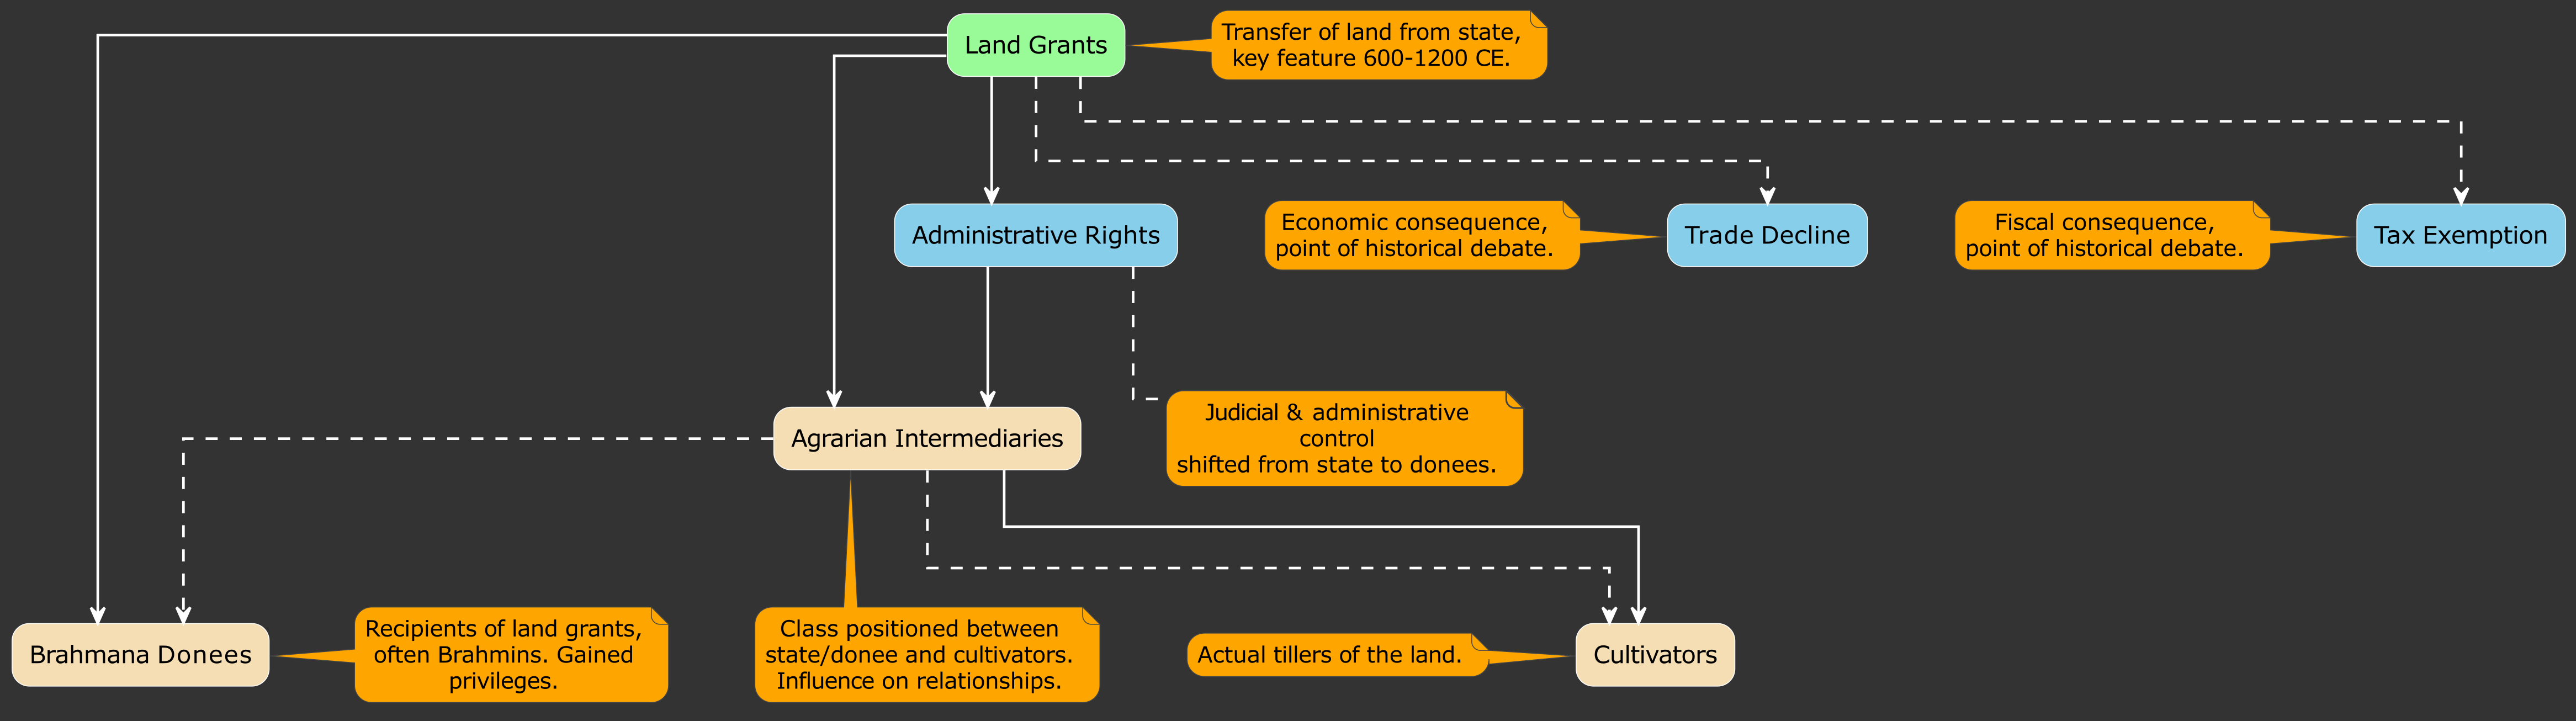 Land Grants
Transfer of land from state,
key feature 600-1200 CE.
Administrative Rights
Economic consequence,
point of historical debate.
Trade Decline
Fiscal consequence,
point of historical debate.
Tax Exemption
Agrarian Intermediaries
Judicial & administrative
control
shifted from state to donees.
Brahmana Donees
Recipients of land grants,
often Brahmins. Gained
privileges.
Class positioned between
state/donee and cultivators.
Influence on relationships.
Actual tillers of the land.
Cultivators